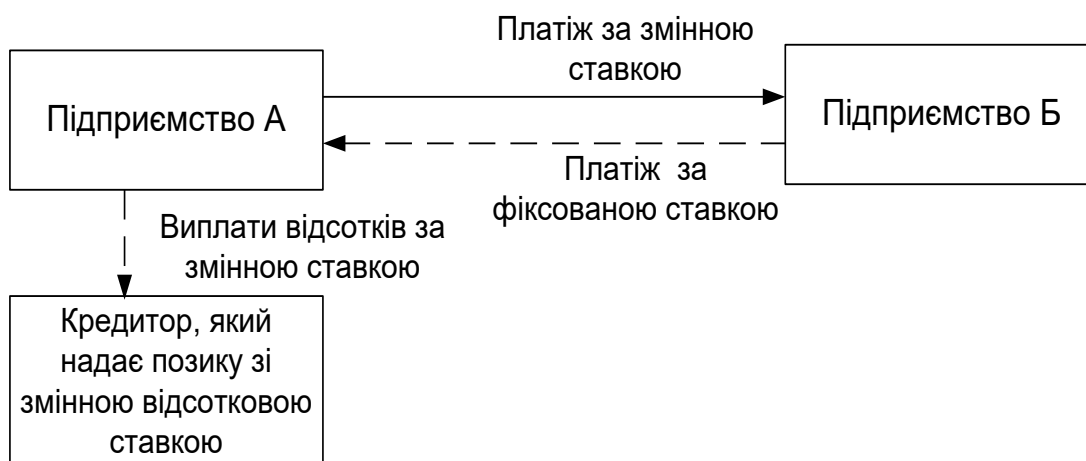 Платіж за змінною
ставкою
Підприємство А
Підприємство Б
Платіж за
фіксованою ставкою
Виплати відсотків за
змінною ставкою
Кредитор, який
надає позику зі
змінною відсотковою
ставкою